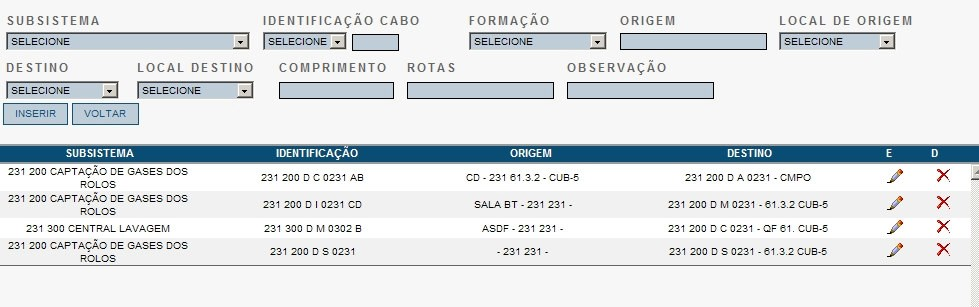 SUBSISTEMA IDENTIFICAÇÃO CABO FORMAÇÃO ORIGEM LOCAL DE ORIGEM
SELECIONE SELECIONE SELECIONE SELECIONE
DESTINO LOCAL DESTINO COMPRIMENTO ROTAS OBSERVAÇÃO
SELECIONE SELECIONE
INSERIR VOLTAR
SUBSISTEMA IDENTIFICAÇÃO ORIGEM DESTINO E D
231 200 CAPTAÇÃO DE GASES DOS
ROLOS 231 200 D C 0231 AB CD - 231 61.3.2 - CUB-5 231 200 D A 0231 - CMPO
231 200 CAPTAÇÃO DE GASES DOS
ROLOS 231 200 D I 0231 CD SALA BT - 231 231 - 231 200 D M 0231 - 61.3.2 CUB-5
231 300 CENTRAL LAVAGEM 231 300 D M 0302 B ASDF - 231 231 - 231 200 D C 0231 - QF 61. CUB-5
231 200 CAPTAÇÃO DE GASES DOS
ROLOS 231 200 D S 0231 - 231 231 - 231 200 D S 0231 - 61.3.2 CUB-5